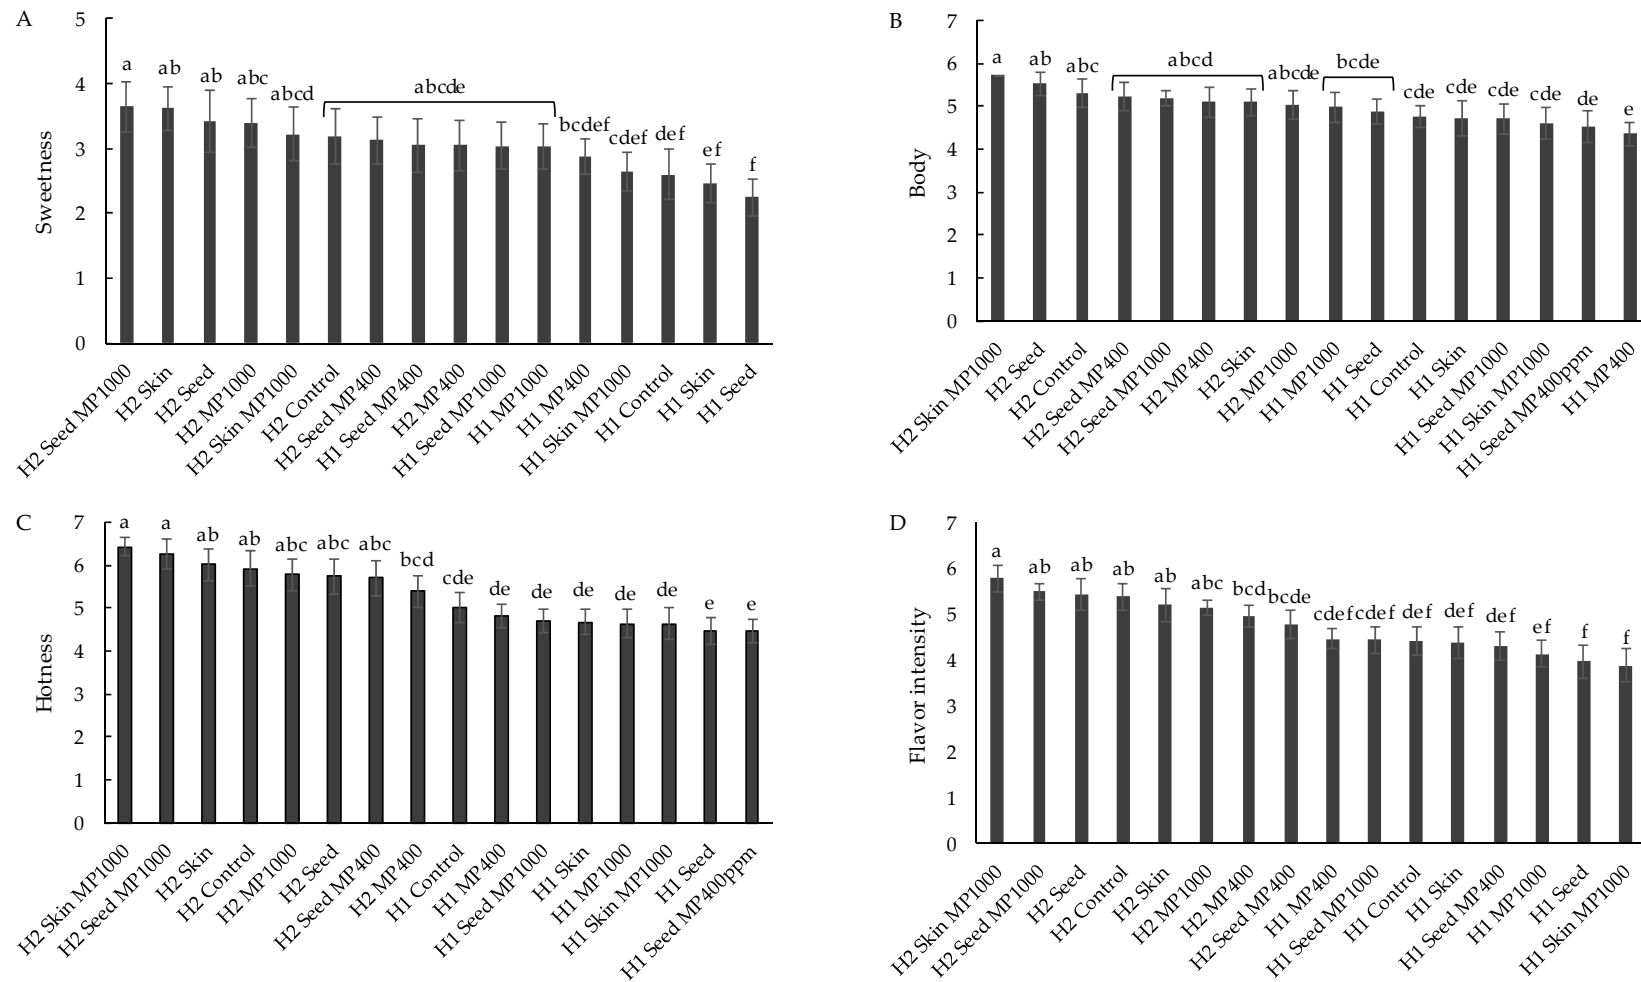 A
Sweetness
5
4
3
2
1
0
a
ab
ab
abc
abcd
abcde
bcdef
cdef
def
ef
f
H2 Seed MP1000
H2 Skin
H2 Seed
H2 MP1000
H2 Skin MP1000
H2 Control
H2 Seed MP400
H1 Seed MP400
H2 MP400
H1 Seed MP1000
H1 MP1000
H1 MP400
H1 Skin MP1000
H1 Control
H1 Skin
H1 Seed
B
Body
7
6
5
4
3
2
1
0
a
ab
abc
abcd
abcde
bcde
cde
cde
cde
cde
de
e
H2 Skin MP1000
H2 Seed
H2 Control
H2 Seed MP400
H2 Seed MP1000
H2 MP400
H2 Skin
H2 MP1000
H1 MP1000
H1 Seed
H1 Control
H1 Skin
H1 Seed MP1000
H1 Skin MP1000
H1 Seed MP400ppm
H1 MP400
C
Hotness
7
6
5
4
3
2
1
0
a
a
ab
ab
abc
abc
abc
bcd
cde
de
de
de
de
de
e
e
H2 Skin MP1000
H2 Seed MP1000
H2 Skin
H2 Control
H2 MP1000
H2 Seed
H2 Seed MP400
H2 MP400
H1 Control
H1 MP400
H1 Seed MP1000
H1 Skin
H1 MP1000
H1 Skin MP1000
H1 Seed
H1 Seed MP400ppm
D
Flavor intensity
7
6
5
4
3
2
1
0
a
ab
ab
ab
ab
abc
bcd
bcde
cdef
cdef
def
def
def
ef
f
f
H2 Skin MP1000
H2 Seed MP1000
H2 Seed
H2 Control
H2 Skin
H2 MP1000
H2 MP400
H2 Seed MP400
H1 MP400
H1 Seed MP1000
H1 Control
H1 Skin
H1 Seed MP400
H1 MP1000
H1 Seed
H1 Skin MP1000